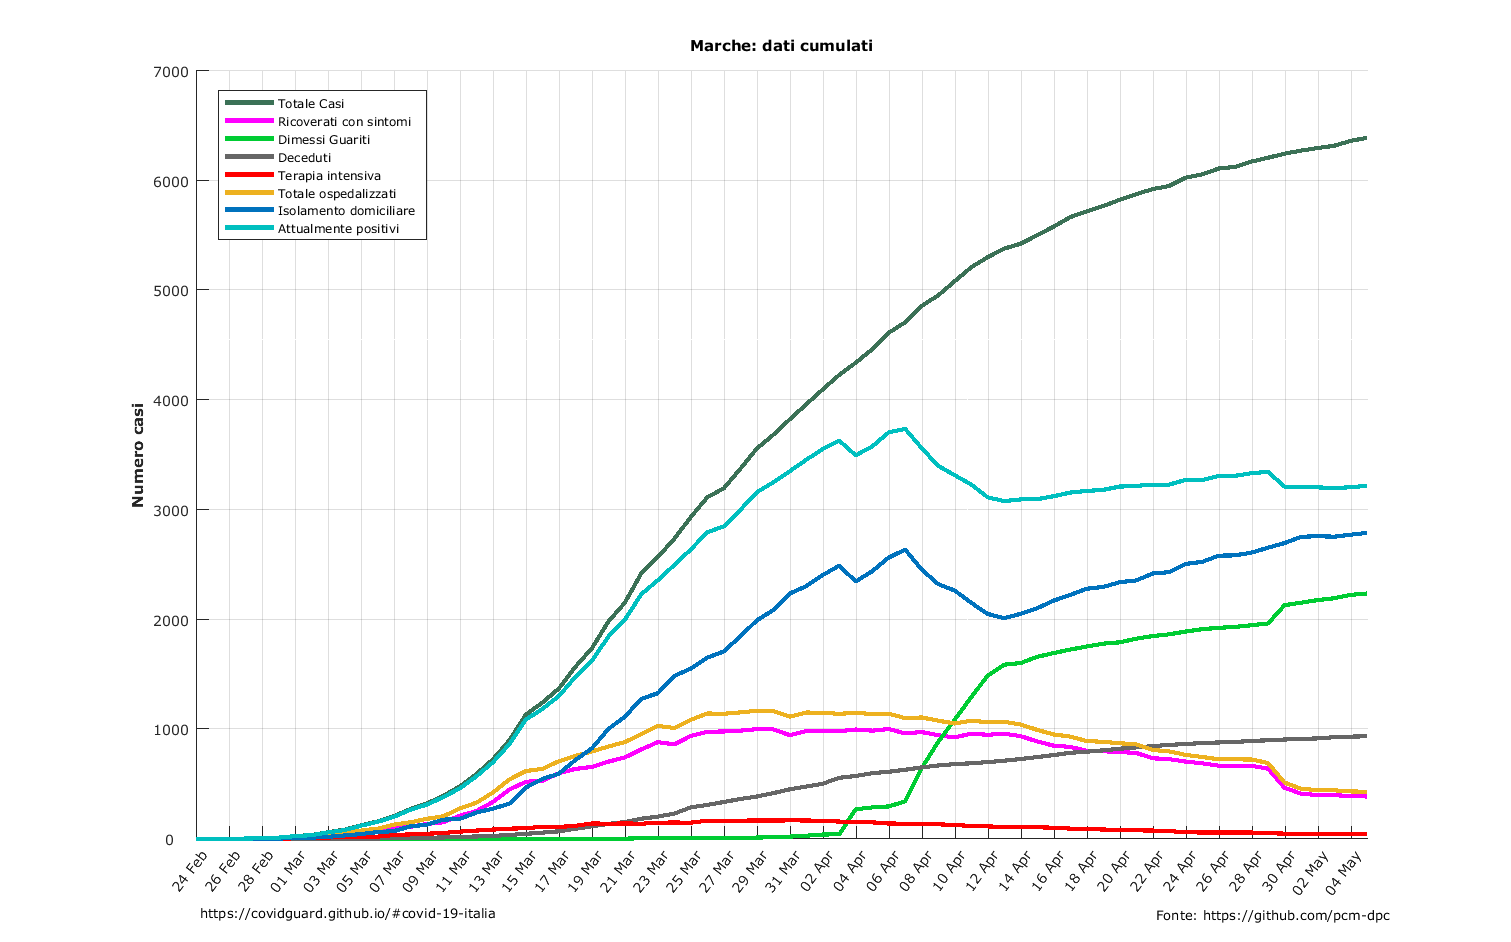 Marche: dati cumulati
7000
6000
5000
4000
3000
2000
1000
0
Numero casi
Totale Casi
Ricoverati con sintomi
Dimessi Guariti
Deceduti
Terapia intensiva
Totale ospedalizzati
Isolamento domiciliare
Attualmente positivi
24 Feb
26 Feb
28 Feb
01 Mar
03 Mar
05 Mar
07 Mar
09 Mar
11 Mar
13 Mar
15 Mar
17 Mar
19 Mar
21 Mar
23 Mar
25 Mar
27 Mar
29 Mar
31 Mar
02 Apr
04 Apr
06 Apr
08 Apr
10 Apr
12 Apr
14 Apr
16 Apr
18 Apr
20 Apr
22 Apr
24 Apr
26 Apr
28 Apr
30 Apr
02 May
04 May
https://covidguard.github.io/#covid-19-italia
Fonte: https://github.com/pcm-dpc